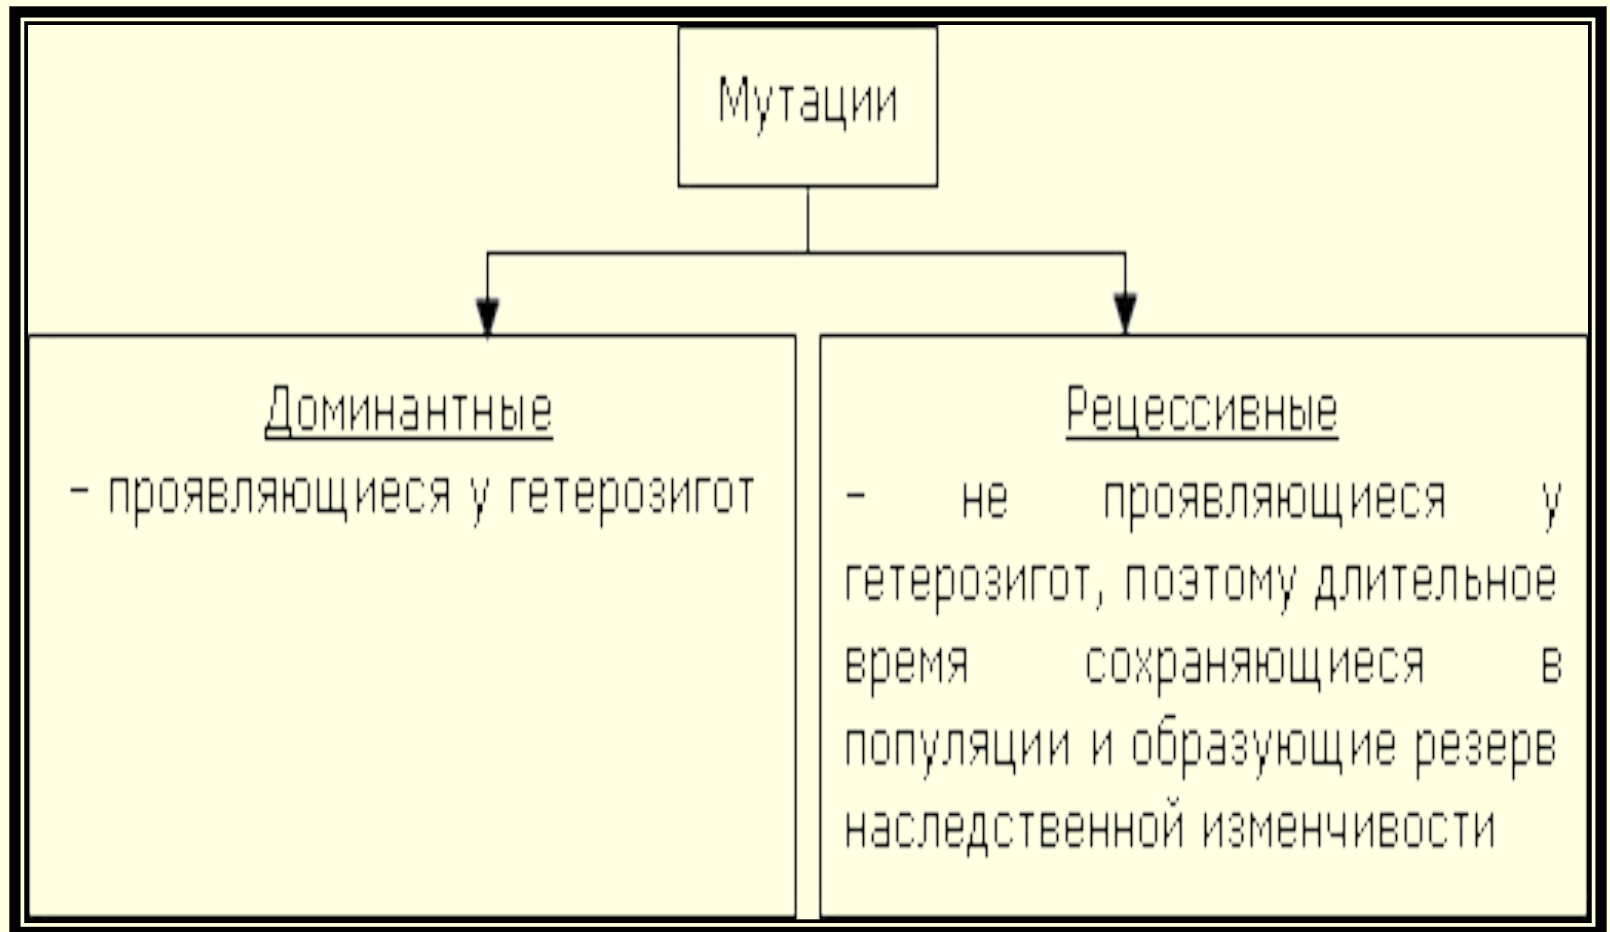 Мутации
Доминантные
- проявляющиеся у гетерозигот
Рецессивные
- не проявляющиеся у
гетерозигот, поэтому длительное
время сохраняющиеся в
популяции и образующие резерв
наследственной изменчивости